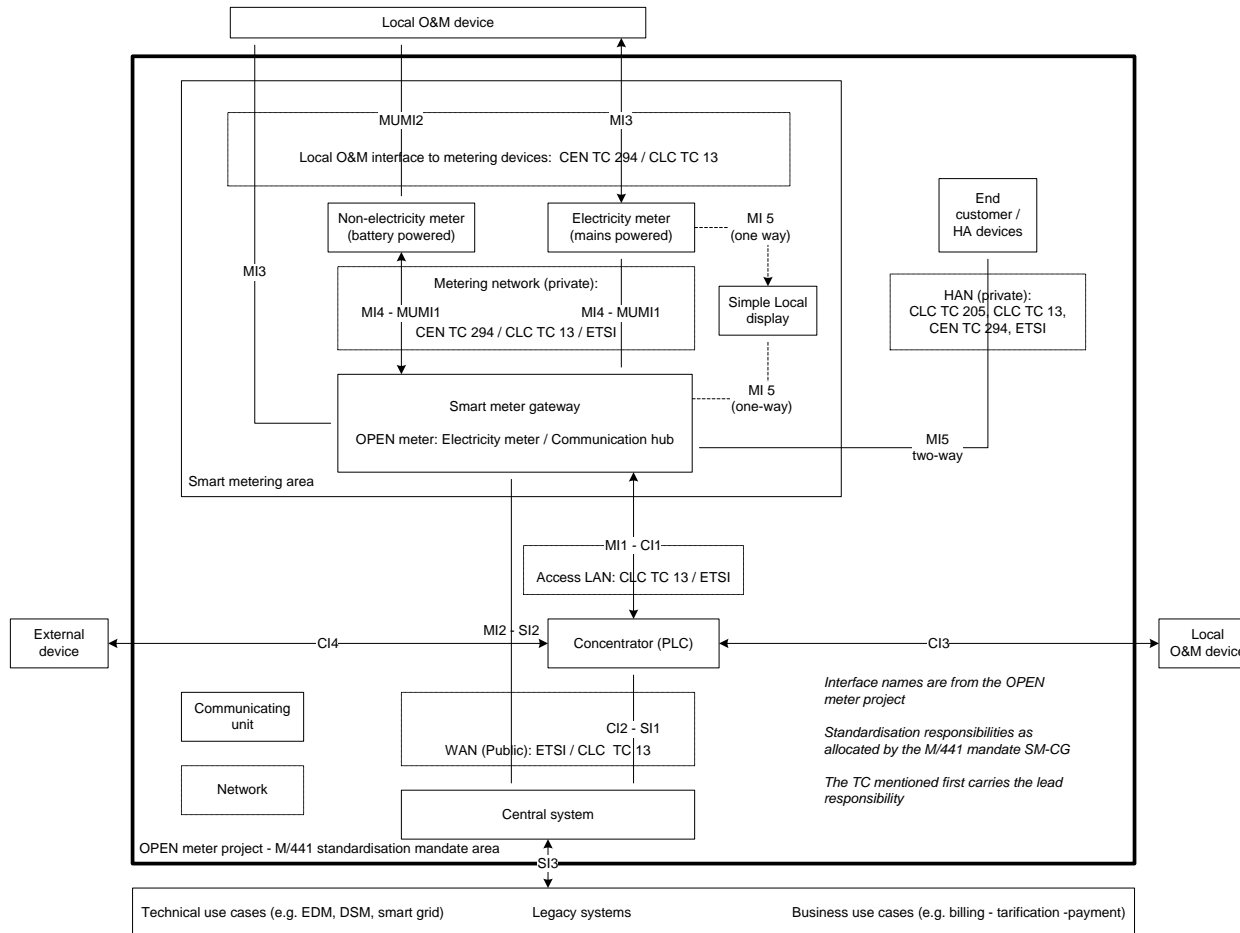 Local O&M device
MUMI2
MI3
Local O&M interface to metering devices:  CEN TC 294 / CLC TC 13
Non-electricity meter
(battery powered)
Electricity meter
(mains powered)
MI 5
(one way)
End
customer /
HA devices
MI3
Metering network (private):
MI4 - MUMI1
MI4 - MUMI1
CEN TC 294 / CLC TC 13 / ETSI
Simple Local
display
HAN (private):
CLC TC 205, CLC TC 13,
CEN TC 294, ETSI
Smart meter gateway
OPEN meter: Electricity meter / Communication hub
MI 5
(one-way)
MI5
two-way
Smart metering area
MI1 - CI1
Access LAN: CLC TC 13 / ETSI
External
device
CI4
MI2 - SI2
Concentrator (PLC)
CI3
Local
O&M device
Interface names are from the OPEN
meter project
Standardisation responsibilities as
allocated by the M/441 mandate SM-CG
The TC mentioned first carries the lead
responsibility
Communicating
unit
CI2 - SI1
WAN (Public): ETSI / CLC  TC 13
Network
Central system
OPEN meter project - M/441 standardisation mandate area
SI3
Technical use cases (e.g. EDM, DSM, smart grid)
Legacy systems
Business use cases (e.g. billing - tarification -payment)